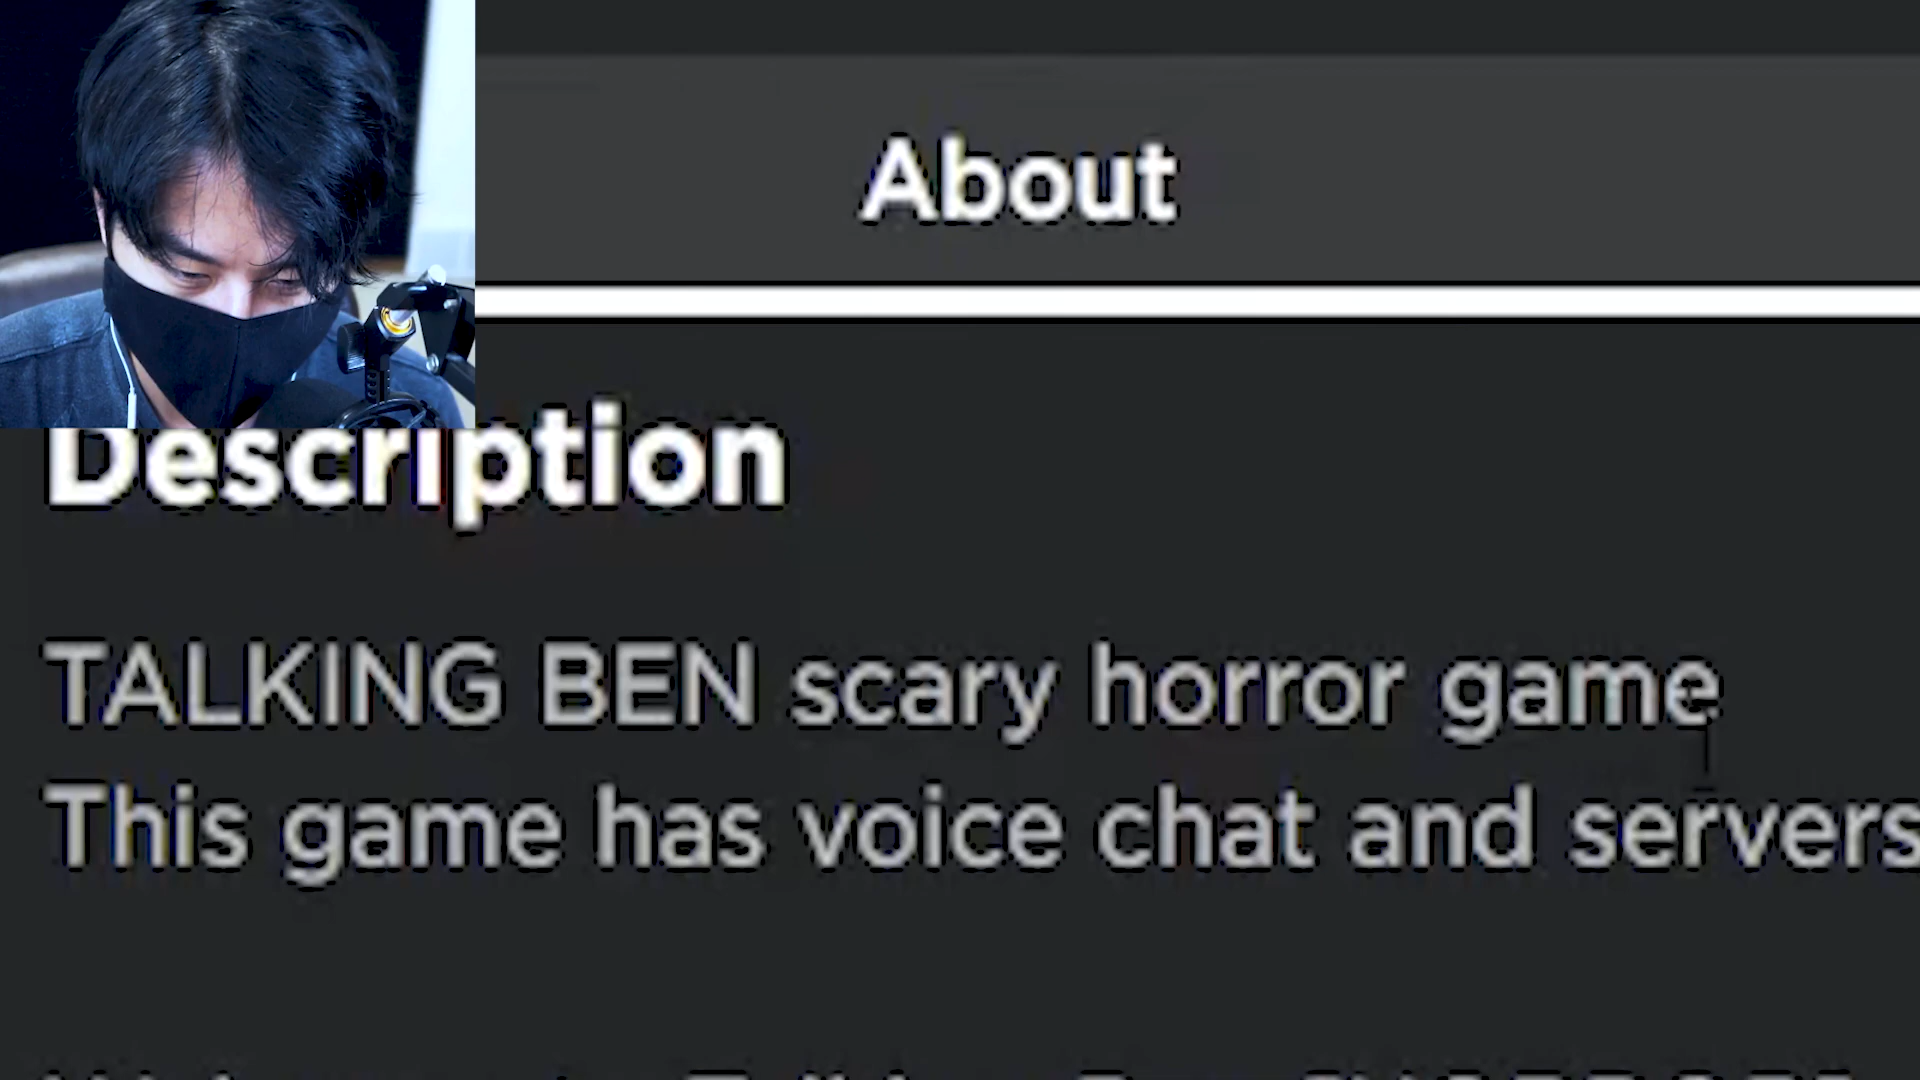 About
Description
TALKING BEN scary horror game
This game has voice chat and servers